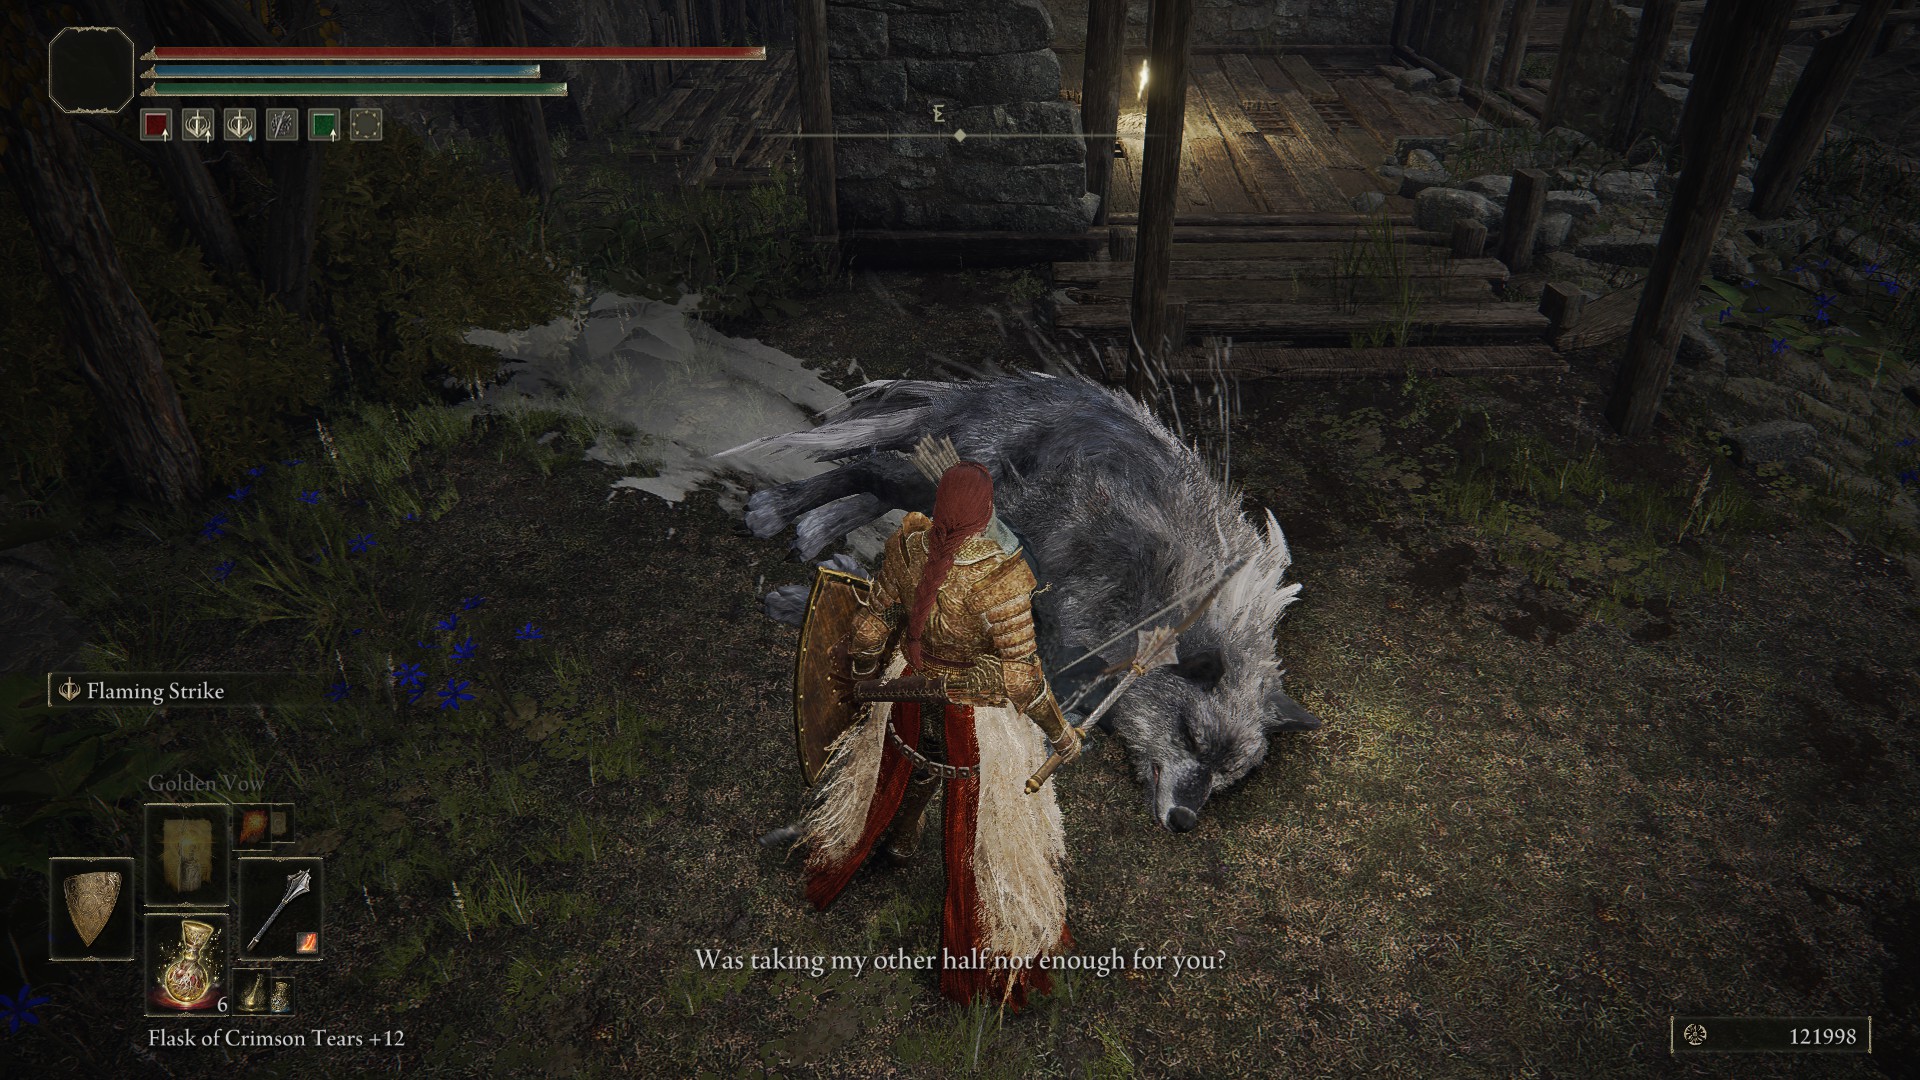 E
Flaming Strike
Golden Vow
6
Flask of Crimson Tears +12
Was taking my other half not enough for you?
121998